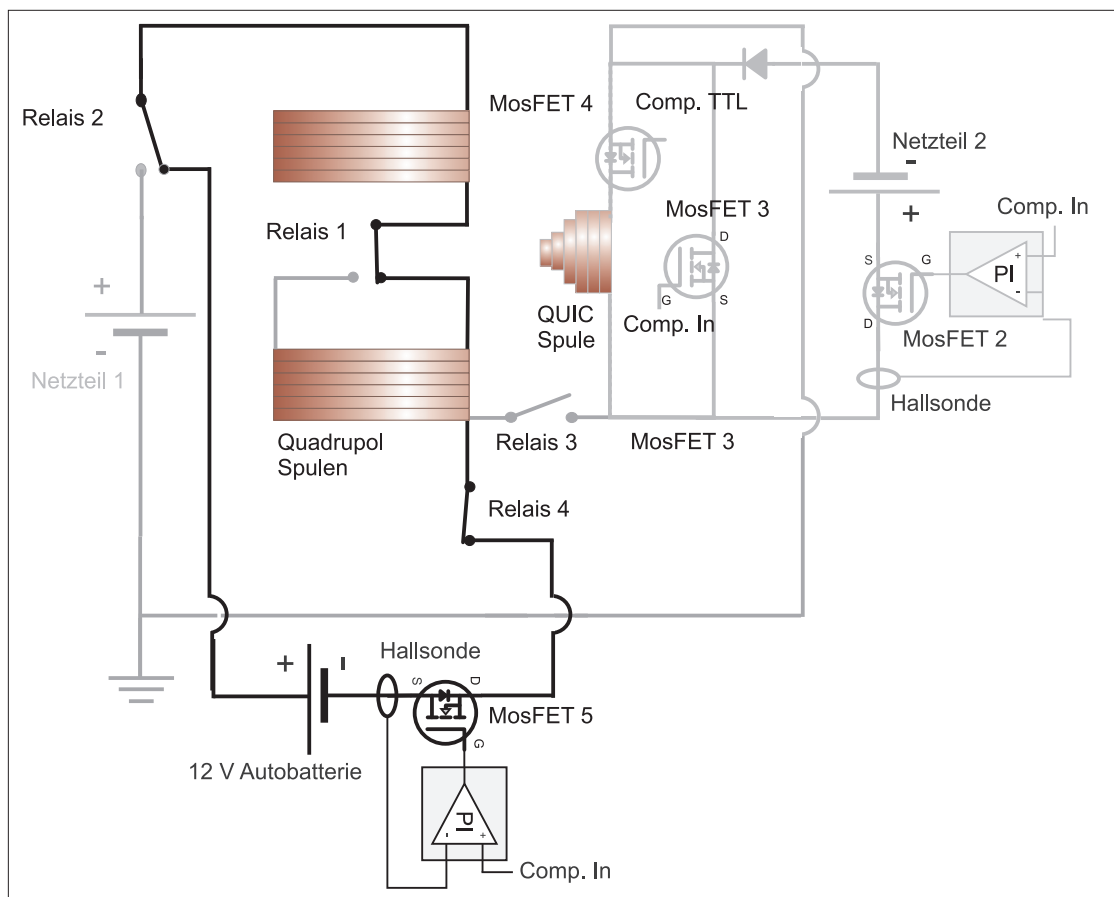 Relais 2
MosFET 4
Comp. TTL
Netzteil 2
-
+
Relais 1
MosFET 3
D
G
S
Comp. In
QUIC
Spule
Comp. In
S
G
D
+
-
PI
MosFET 2
Hallsonde
+
-
Netzteil 1
Quadrupol
Spulen
Relais 3
MosFET 3
Relais 4
+
-
Hallsonde
S
D
G
MosFET 5
12 V Autobatterie
PI
-
+
Comp. In